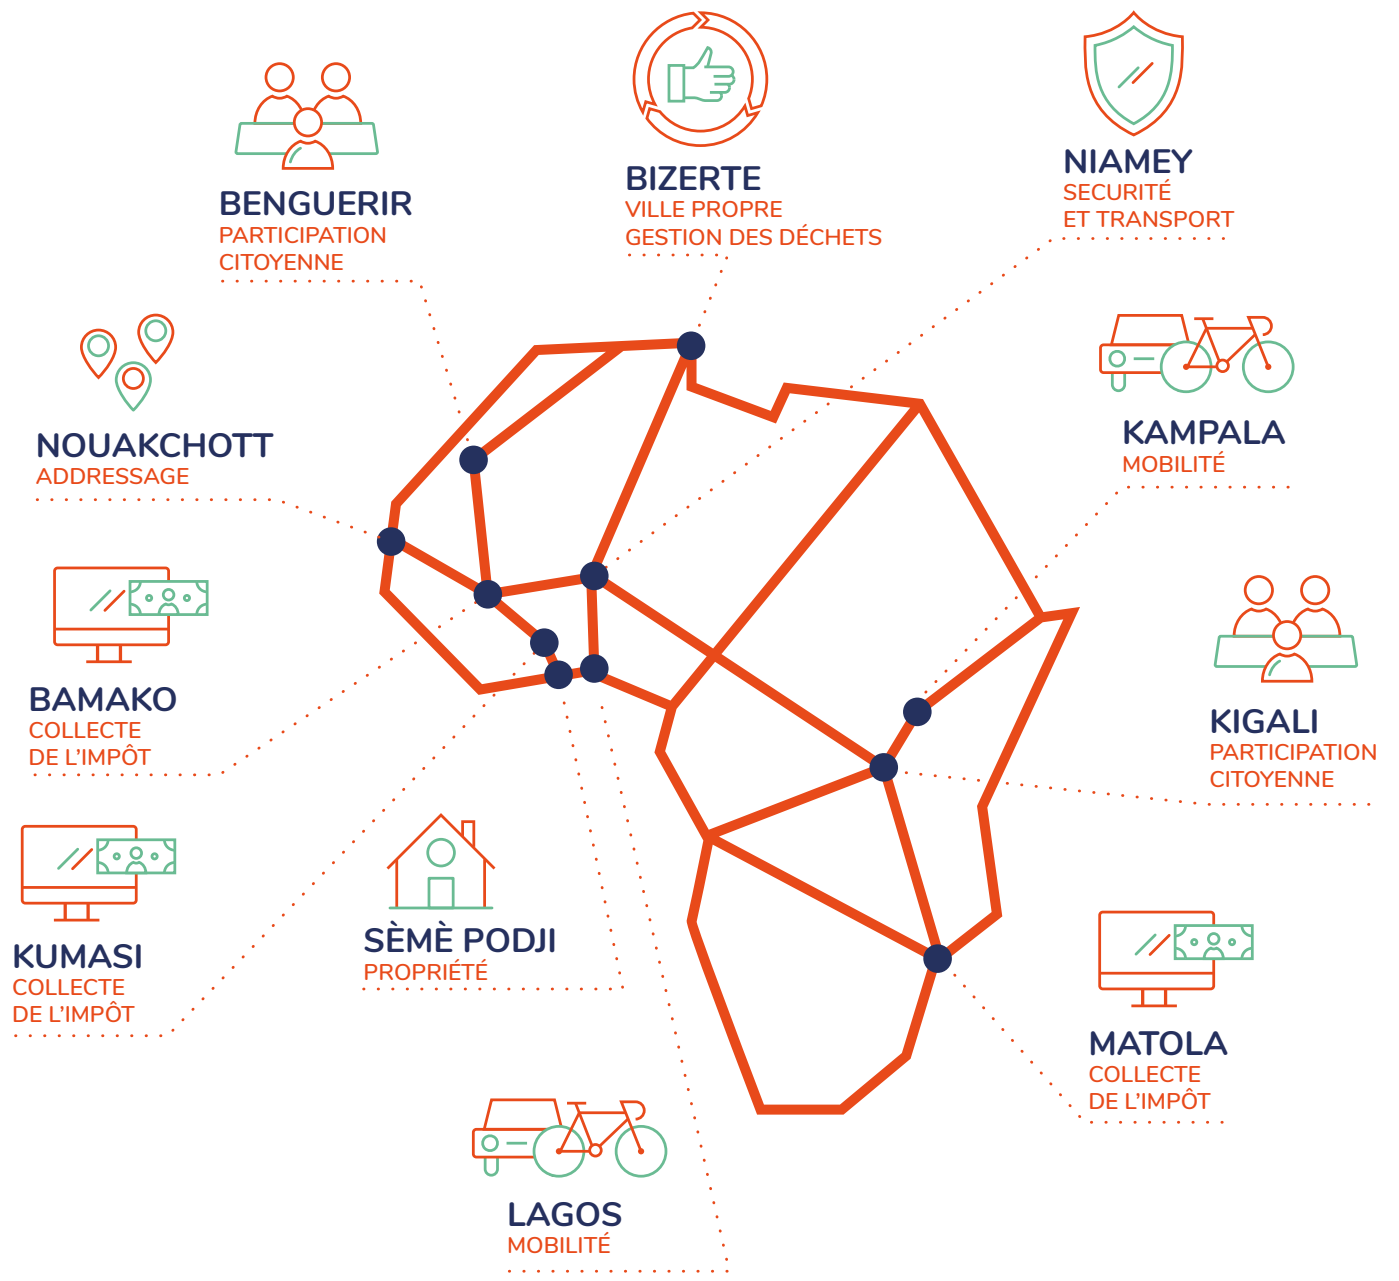 BIZERTE
VILLE PROPRE
GESTION DES DÉCHETS
NIAMEY
SECURITÉ
ET TRANSPORT
BENGUERIR
PARTICIPATION
CITOYENNE
NOUAKCHOTT
ADDRESSAGE
KAMPALA
MOBILITÉ
BAMAKO
COLLECTE
DE L'IMPÔT
KIGALI
PARTICIPATION
CITOYENNE
KUMASI
COLLECTE
DE L'IMPÔT
SÈMÈ PODJI
PROPRIÉTÉ
MATOLA
COLLECTE
DE L'IMPÔT
LAGOS
MOBILITÉ